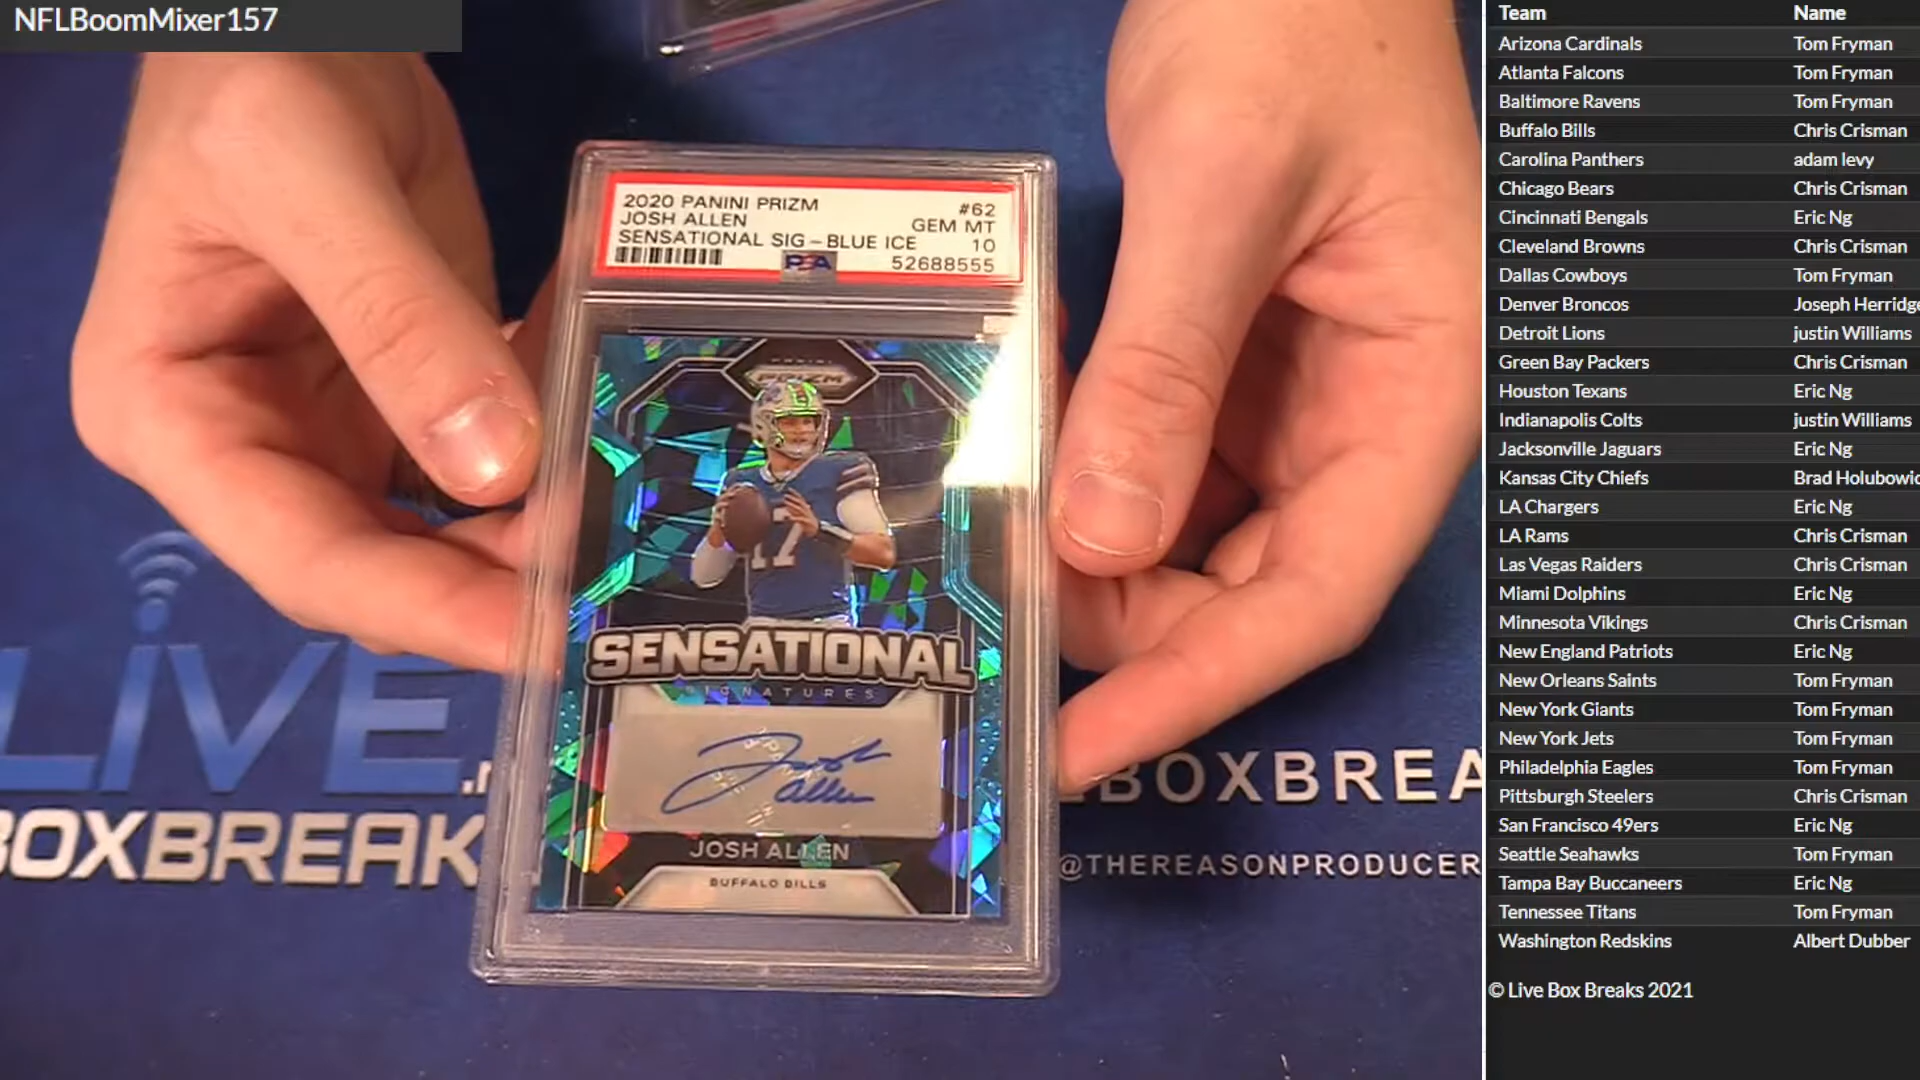 NFLBoomMixer157
2020 PANINI PRIZM #62
JOSH ALLEN GEM MT
SENSATIONAL SIG – BLUE ICE 10
PSA 52688555
PANINI
PRIZM
17
SENSATIONAL
SIGNATURES
Josh
Allen
JOSH ALLEN
BUFFALO BILLS
LIVE
BOXBREAK
BOXBREA
@THEREASONPRODUCER
Team Name
Arizona Cardinals Tom Fryman
Atlanta Falcons Tom Fryman
Baltimore Ravens Tom Fryman
Buffalo Bills Chris Crisman
Carolina Panthers adam levy
Chicago Bears Chris Crisman
Cincinnati Bengals Eric Ng
Cleveland Browns Chris Crisman
Dallas Cowboys Tom Fryman
Denver Broncos Joseph Herridge
Detroit Lions justin Williams
Green Bay Packers Chris Crisman
Houston Texans Eric Ng
Indianapolis Colts justin Williams
Jacksonville Jaguars Eric Ng
Kansas City Chiefs Brad Holubowic
LA Chargers Eric Ng
LA Rams Chris Crisman
Las Vegas Raiders Chris Crisman
Miami Dolphins Eric Ng
Minnesota Vikings Chris Crisman
New England Patriots Eric Ng
New Orleans Saints Tom Fryman
New York Giants Tom Fryman
New York Jets Tom Fryman
Philadelphia Eagles Tom Fryman
Pittsburgh Steelers Chris Crisman
San Francisco 49ers Eric Ng
Seattle Seahawks Tom Fryman
Tampa Bay Buccaneers Eric Ng
Tennessee Titans Tom Fryman
Washington Redskins Albert Dubber
© Live Box Breaks 2021